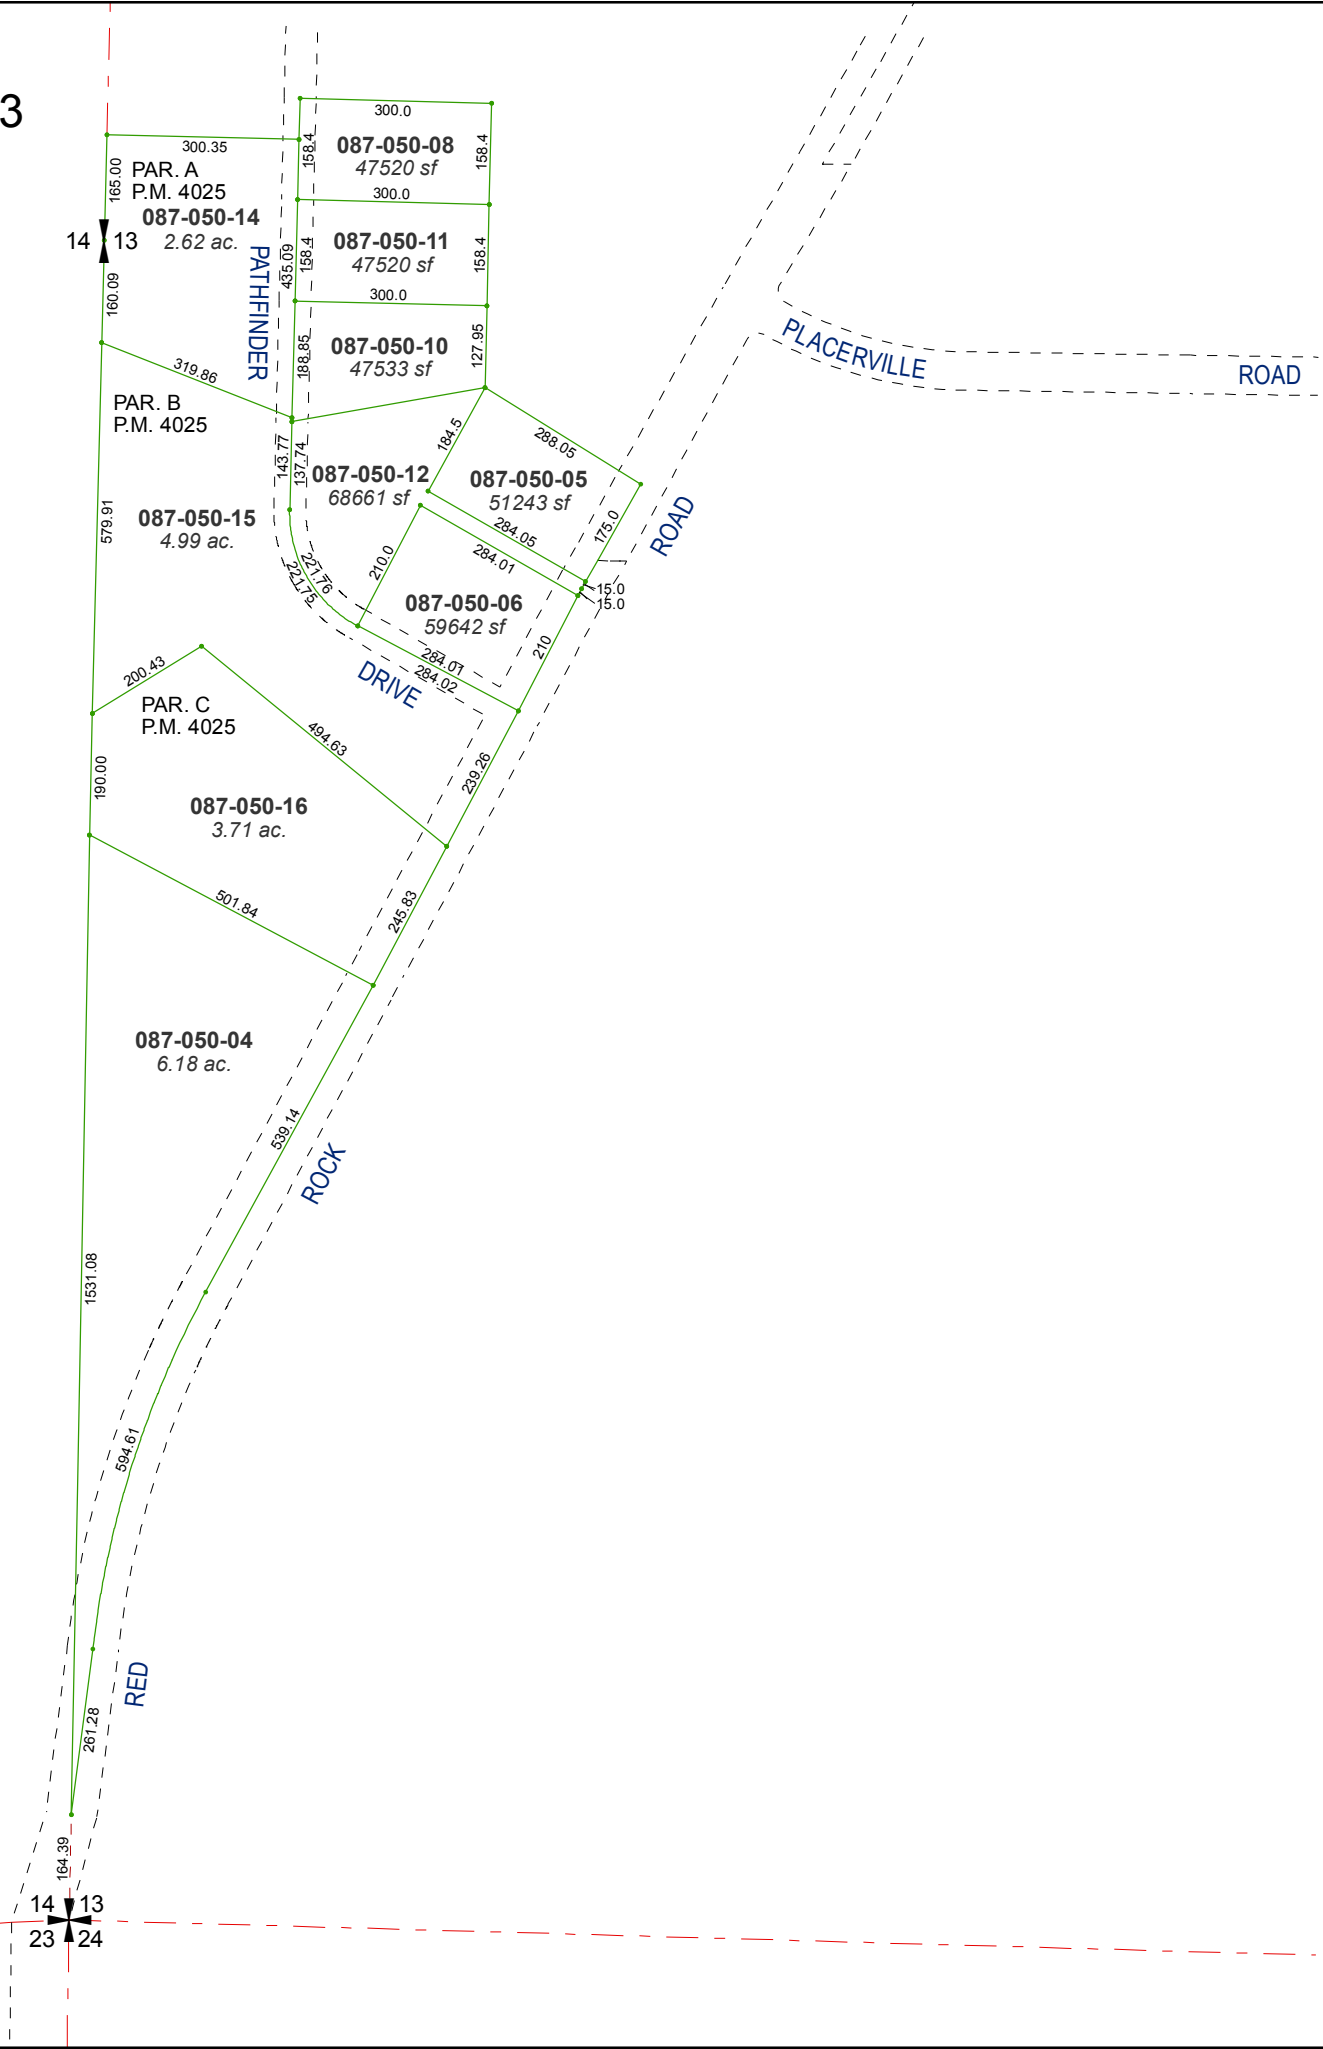 3
300.0
158.4
087-050-08
47520 sf
158.4
300.35
165.00
PAR. A
P.M. 4025
087-050-14
2.62 ac.
14 13
160.09
300.0
435.09
158.4
087-050-11
47520 sf
158.4
PATHFINDER
300.0
188.85
087-050-10
47533 sf
127.95
PLACERVILLE
ROAD
319.86
PAR. B
P.M. 4025
143.77
137.74
087-050-12
68661 sf
184.5
288.05
087-050-05
51243 sf
175.0
ROAD
579.91
087-050-15
4.99 ac.
284.05
284.01
221.76
221.75
210.0
15.0
15.0
087-050-06
59642 sf
210
284.01
284.02
DRIVE
200.43
PAR. C
P.M. 4025
494.63
239.26
190.00
087-050-16
3.71 ac.
501.84
245.83
087-050-04
6.18 ac.
539.14
ROCK
1531.08
594.61
RED
261.28
164.39
14 13
23 24